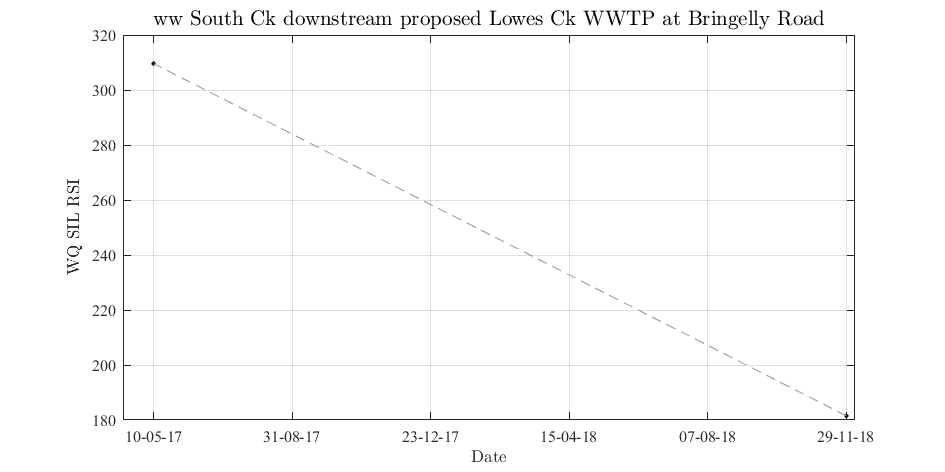 ww South Ck downstream proposed Lowes Ck WWTP at Bringelly Road
320
300
280
260
240
220
200
180
WQ SIL RSI
10-05-17 31-08-17 23-12-17 15-04-18 07-08-18 29-11-18
Date